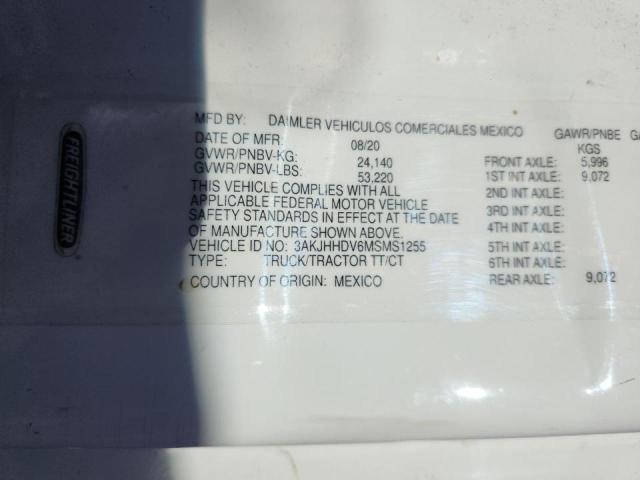 FREIGHTLINER
MFD BY: DAIMLER VEHICULOS COMERCIALES MEXICO GAWR/PNBE GA
DATE OF MFR: 08/20 KGS
GVWR/PNBV-KG: 24,140 FRONT AXLE: 5,996
GVWR/PNBV-LBS: 53,220 1ST INT AXLE: 9,072
THIS VEHICLE COMPLIES WITH ALL 2ND INT AXLE:
APPLICABLE FEDERAL MOTOR VEHICLE 3RD INT AXLE:
SAFETY STANDARDS IN EFFECT AT THE DATE 4TH INT AXLE:
OF MANUFACTURE SHOWN ABOVE.
VEHICLE ID NO: 3AKJHHDV6MSMS1255 5TH INT AXLE:
TYPE: TRUCK/TRACTOR TT/CT 6TH INT AXLE:
COUNTRY OF ORIGIN: MEXICO REAR AXLE: 9,072